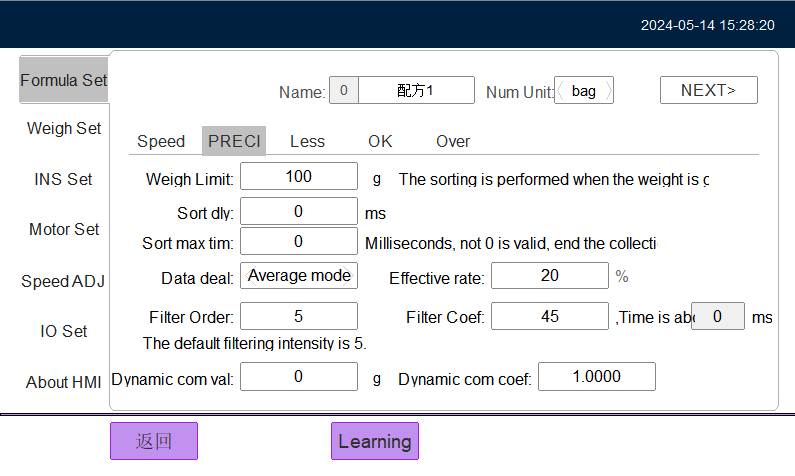 2024-05-14 15:28:20
Formula Set
Name: 0 配方1 Num Unit: bag NEXT>
Weigh Set
Speed PRECI Less OK Over
INS Set
Weigh Limit: 100 g The sorting is performed when the weight is
Sort dly: 0 ms
Motor Set
Sort max tim: 0 Milliseconds, not 0 is valid, end the
Speed ADJ
Data deal: Average mode Effective rate: 20 %
IO Set
Filter Order: 5 Filter Coef: 45 ,Time is 0 ms
The default filtering intensity is 5.
About HMI
Dynamic com val: 0 g Dynamic com coef: 1.0000
返回 Learning